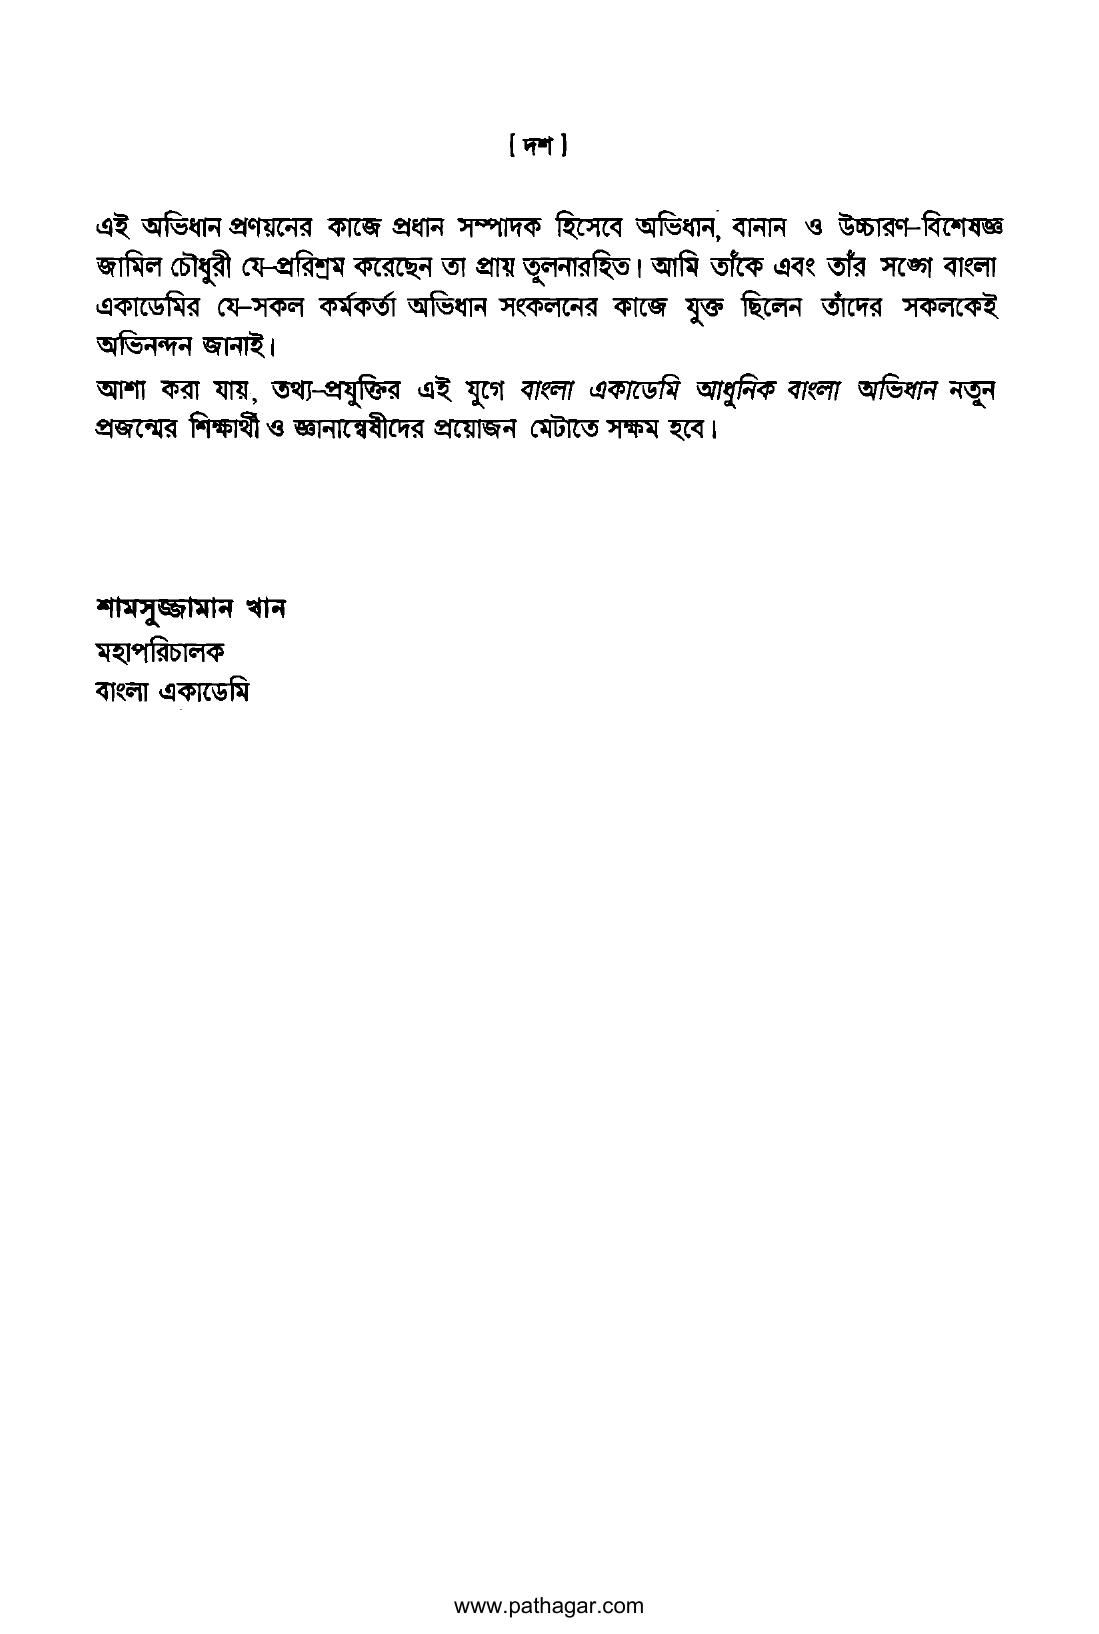 [ দশ ]
এই অভিধান প্রণয়নের কাজে প্রধান সম্পাদক হিসেবে অভিধান, বানান ও উচ্চারণ-বিশেষজ্ঞ
জামিল চৌধুরী যে-প্ররিশ্রম করেছেন তা প্রায় তুলনারহিত। আমি তাঁকে এবং তাঁর সঙ্গে বাংলা
একাডেমির যে-সকল কর্মকর্তা অভিধান সংকলনের কাজে যুক্ত ছিলেন তাঁদের সকলকেই
অভিনন্দন জানাই।
আশা করা যায়, তথ্য-প্রযুক্তির এই যুগে বাংলা একাডেমি আধুনিক বাংলা অভিধান নতুন
প্রজন্মের শিক্ষার্থী ও জ্ঞানান্বেষীদের প্রয়োজন মেটাতে সক্ষম হবে।
শামসুজ্জামান খান
মহাপরিচালক
বাংলা একাডেমি
www.pathagar.com